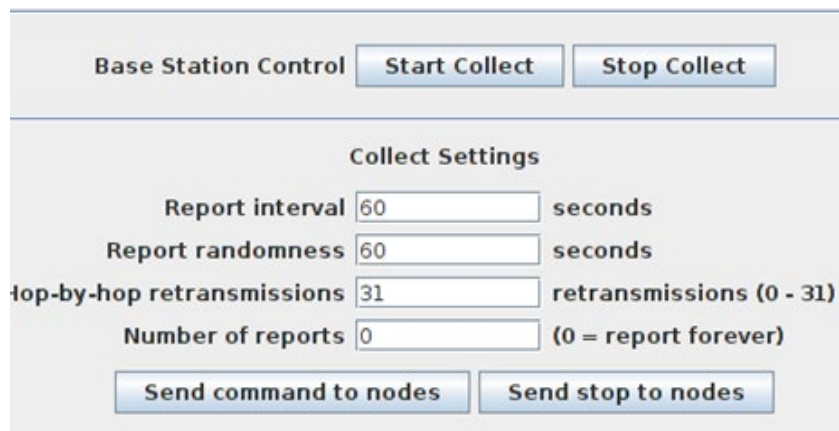 Base Station Control Start Collect Stop Collect
Collect Settings
Report interval 60 seconds
Report randomness 60 seconds
Hop-by-hop retransmissions 31 retransmissions (0 - 31)
Number of reports 0 (0 = report forever)
Send command to nodes Send stop to nodes